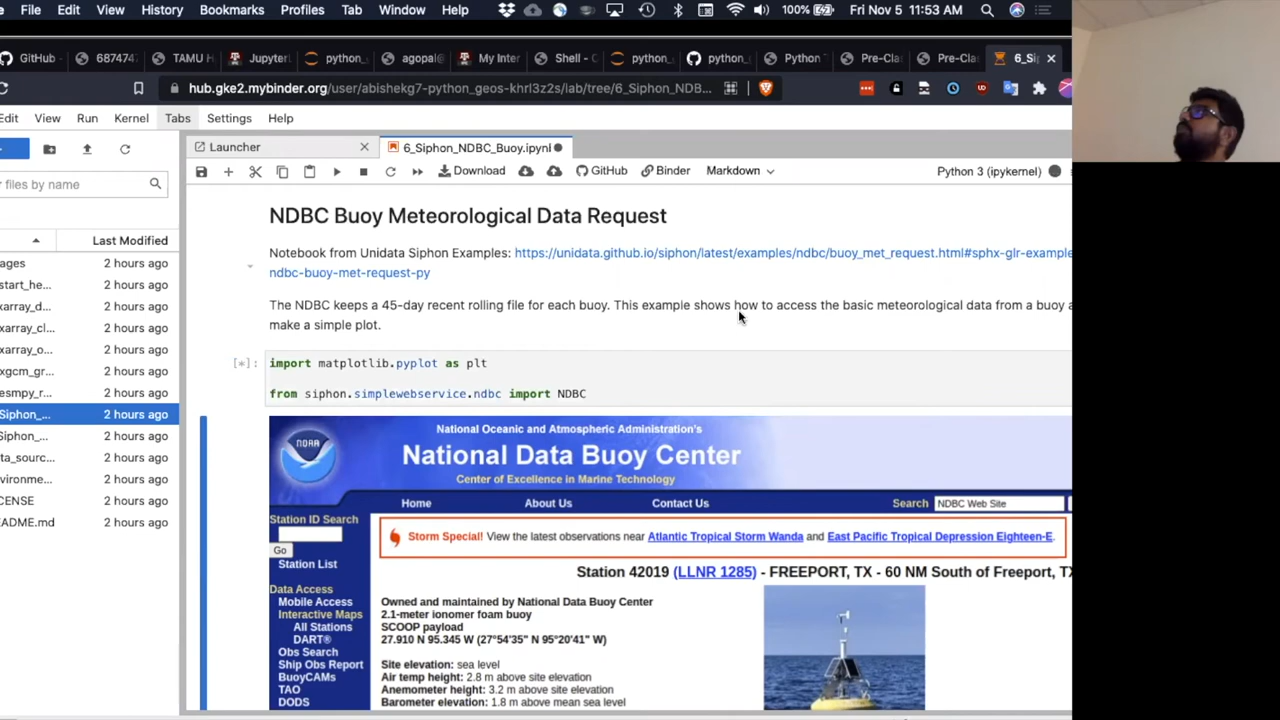 Edit View History Bookmarks Profiles Tab Window Help 100% Fri Nov 5 11:53 AM
GitHub 687474 TAMU H Jupyter python_ agopal My Inter Shell - C python_ python_ Python Pre-Cla Pre-Cla 6_Si
hub.gke2.mybinder.org/user/abishekg7-python_geos-khrl3z2s/lab/tree/6_Siphon_NDB...
Edit View Run Kernel Tabs Settings Help
Launcher 6_Siphon_NDBC_Buoy.ipynl
files by name
Download GitHub Binder Markdown Python 3 (ipykernel)
Last Modified
ages 2 hours ago
start_he... 2 hours ago
xarray_d... 2 hours ago
xarray_cl... 2 hours ago
xarray_o... 2 hours ago
xgcm_gr... 2 hours ago
esmpy_r... 2 hours ago
Siphon_... 2 hours ago
Siphon_... 2 hours ago
ta_sourc... 2 hours ago
vironme... 2 hours ago
CENSE 2 hours ago
ADME.md 2 hours ago
NDBC Buoy Meteorological Data Request
Notebook from Unidata Siphon Examples: https://unidata.github.io/siphon/latest/examples/ndbc/buoy_met_request.html#sphx-glr-example
ndbc-buoy-met-request-py
The NDBC keeps a 45-day recent rolling file for each buoy. This example shows how to access the basic meteorological data from a buoy a
make a simple plot.
[*]: import matplotlib.pyplot as plt
from siphon.simplewebservice.ndbc import NDBC
NOAA
National Oceanic and Atmospheric Administration's
National Data Buoy Center
Center of Excellence in Marine Technology
Home About Us Contact Us Search NDBC Web Site
Station ID Search
Go
Station List
Data Access
Mobile Access
Interactive Maps
All Stations
DART®
Obs Search
Ship Obs Report
BuoyCAMs
TAO
DODS
Storm Special! View the latest observations near Atlantic Tropical Storm Wanda and East Pacific Tropical Depression Eighteen-E.
Station 42019 (LLNR 1285) - FREEPORT, TX - 60 NM South of Freeport, TX
Owned and maintained by National Data Buoy Center
2.1-meter ionomer foam buoy
SCOOP payload
27.910 N 95.345 W (27°54'35" N 95°20'41" W)
Site elevation: sea level
Air temp height: 2.8 m above site elevation
Anemometer height: 3.2 m above site elevation
Barometer elevation: 1.8 m above mean sea level